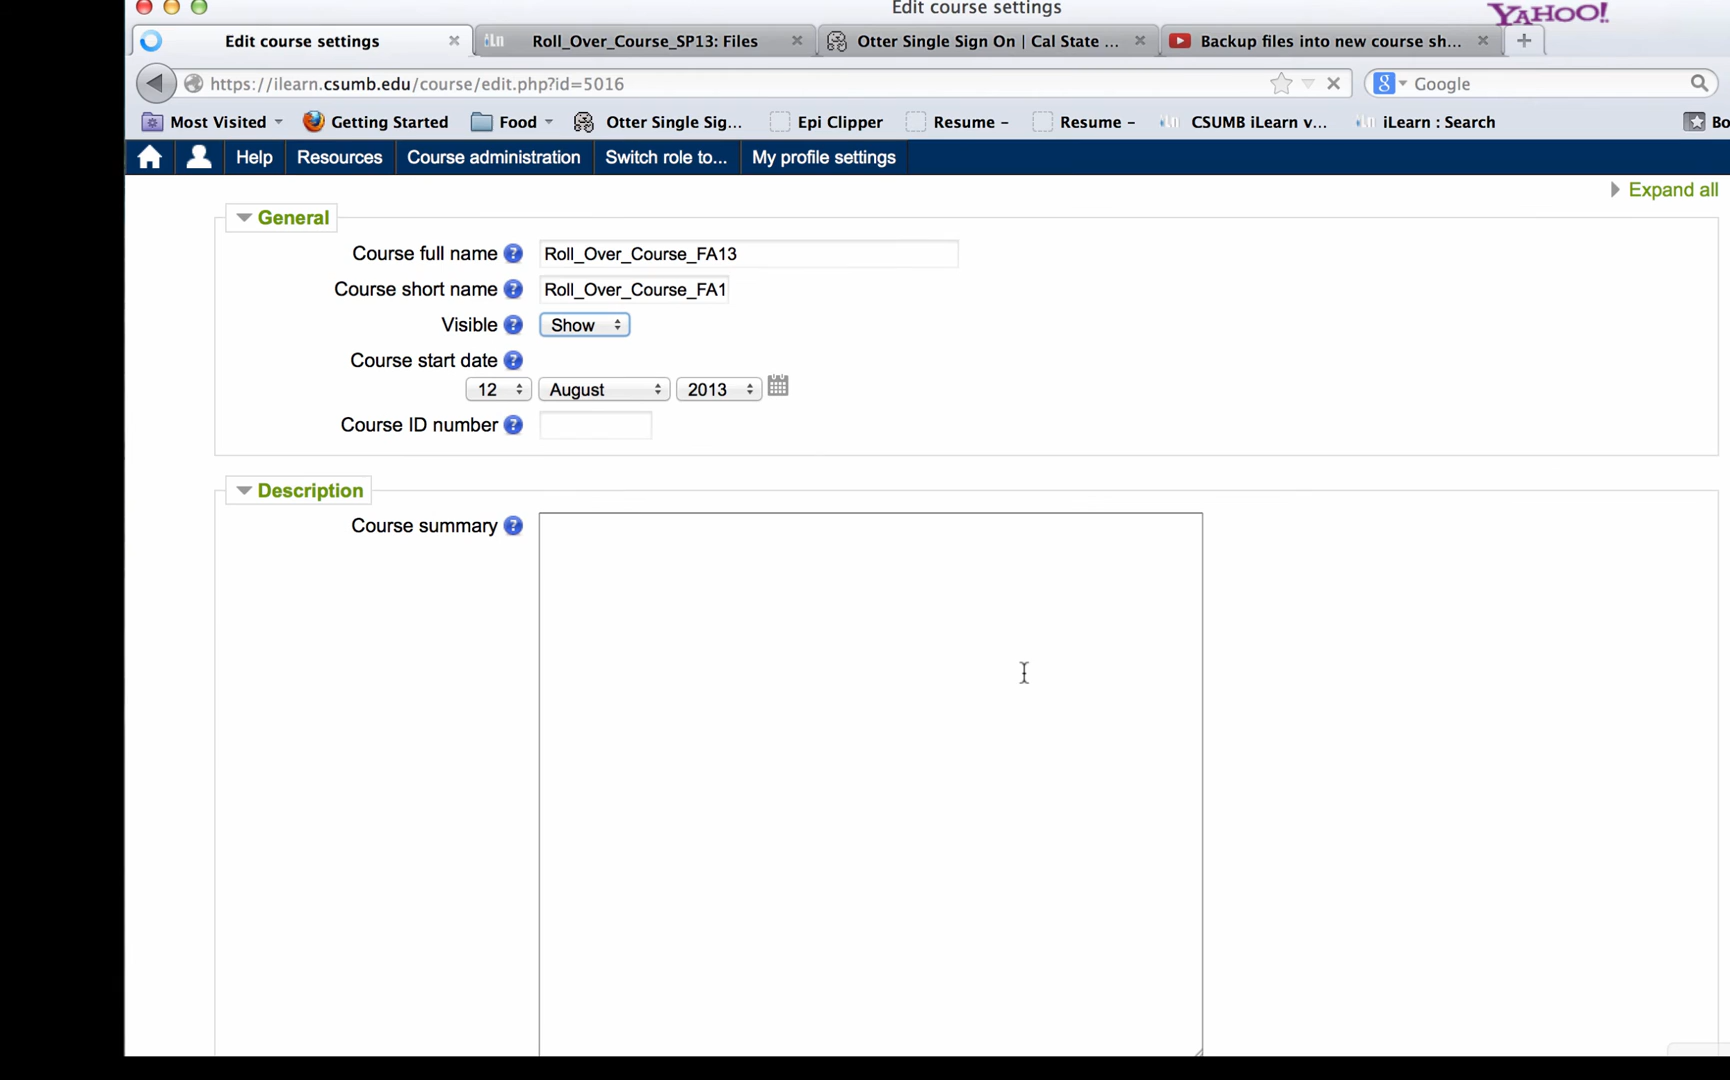 Edit course settings
YAHOO!
Edit course settings
Roll_Over_Course_SP13: Files
Otter Single Sign On | Cal State ...
Backup files into new course sh...
https://ilearn.csumb.edu/course/edit.php?id=5016
Google
Most Visited
Getting Started
Food
Otter Single Sig...
Epi Clipper
Resume –
Resume –
CSUMB iLearn v...
iLearn : Search
Bo
Help
Resources
Course administration
Switch role to...
My profile settings
Expand all
General
Course full name
Roll_Over_Course_FA13
Course short name
Roll_Over_Course_FA1
Visible
Show
Course start date
12 August 2013
Course ID number
Description
Course summary